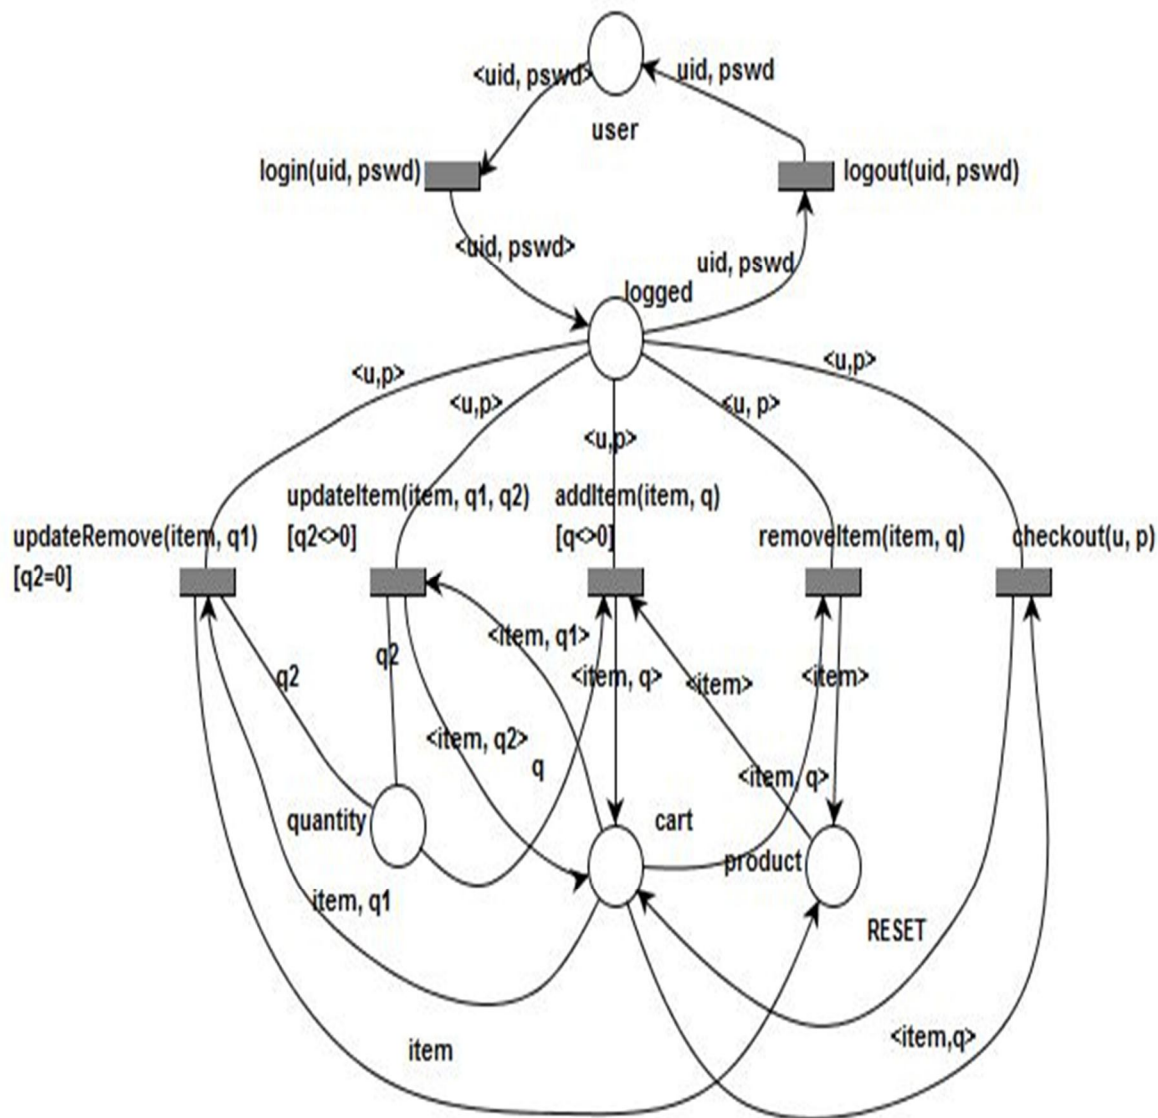 <uid, pswd>
uid, pswd
user
login(uid, pswd)
logout(uid, pswd)
<uid, pswd>
uid, pswd
logged
<u,p>
<u,p>
<u,p>
<u, p>
<u,p>
updateItem(item, q1, q2)
[q2<>0]
addItem(item, q)
[q<>0]
updateRemove(item, q1)
[q2=0]
removeItem(item, q)
checkout(u, p)
<item, q1>
q2
q2
<item, q>
<item>
<item>
<item, q2>
q
<item, q>
quantity
cart
product
item, q1
RESET
item
<item,q>